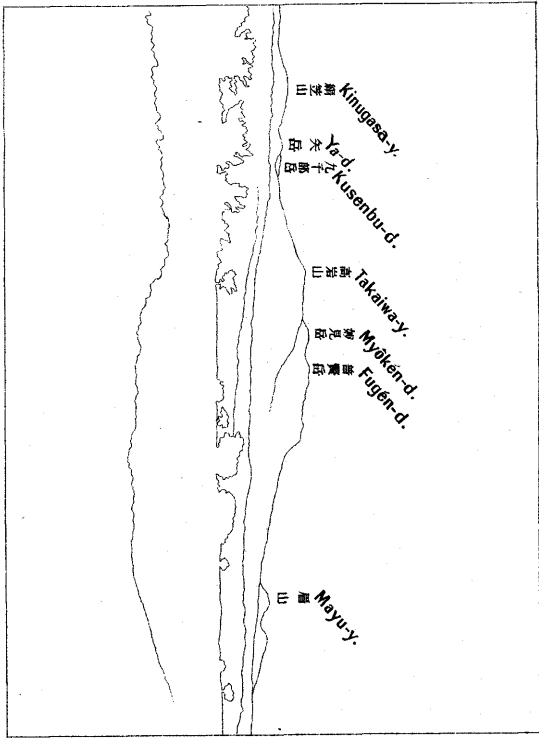 Kinugasa-y.
絹笠山
Ya-d.
矢岳
Kusenbu-d.
九千部岳
Takaiwa-y.
高岩山
Myôkén-d.
妙見岳
Fugén-d.
普賢岳
Mayu-y.
眉山